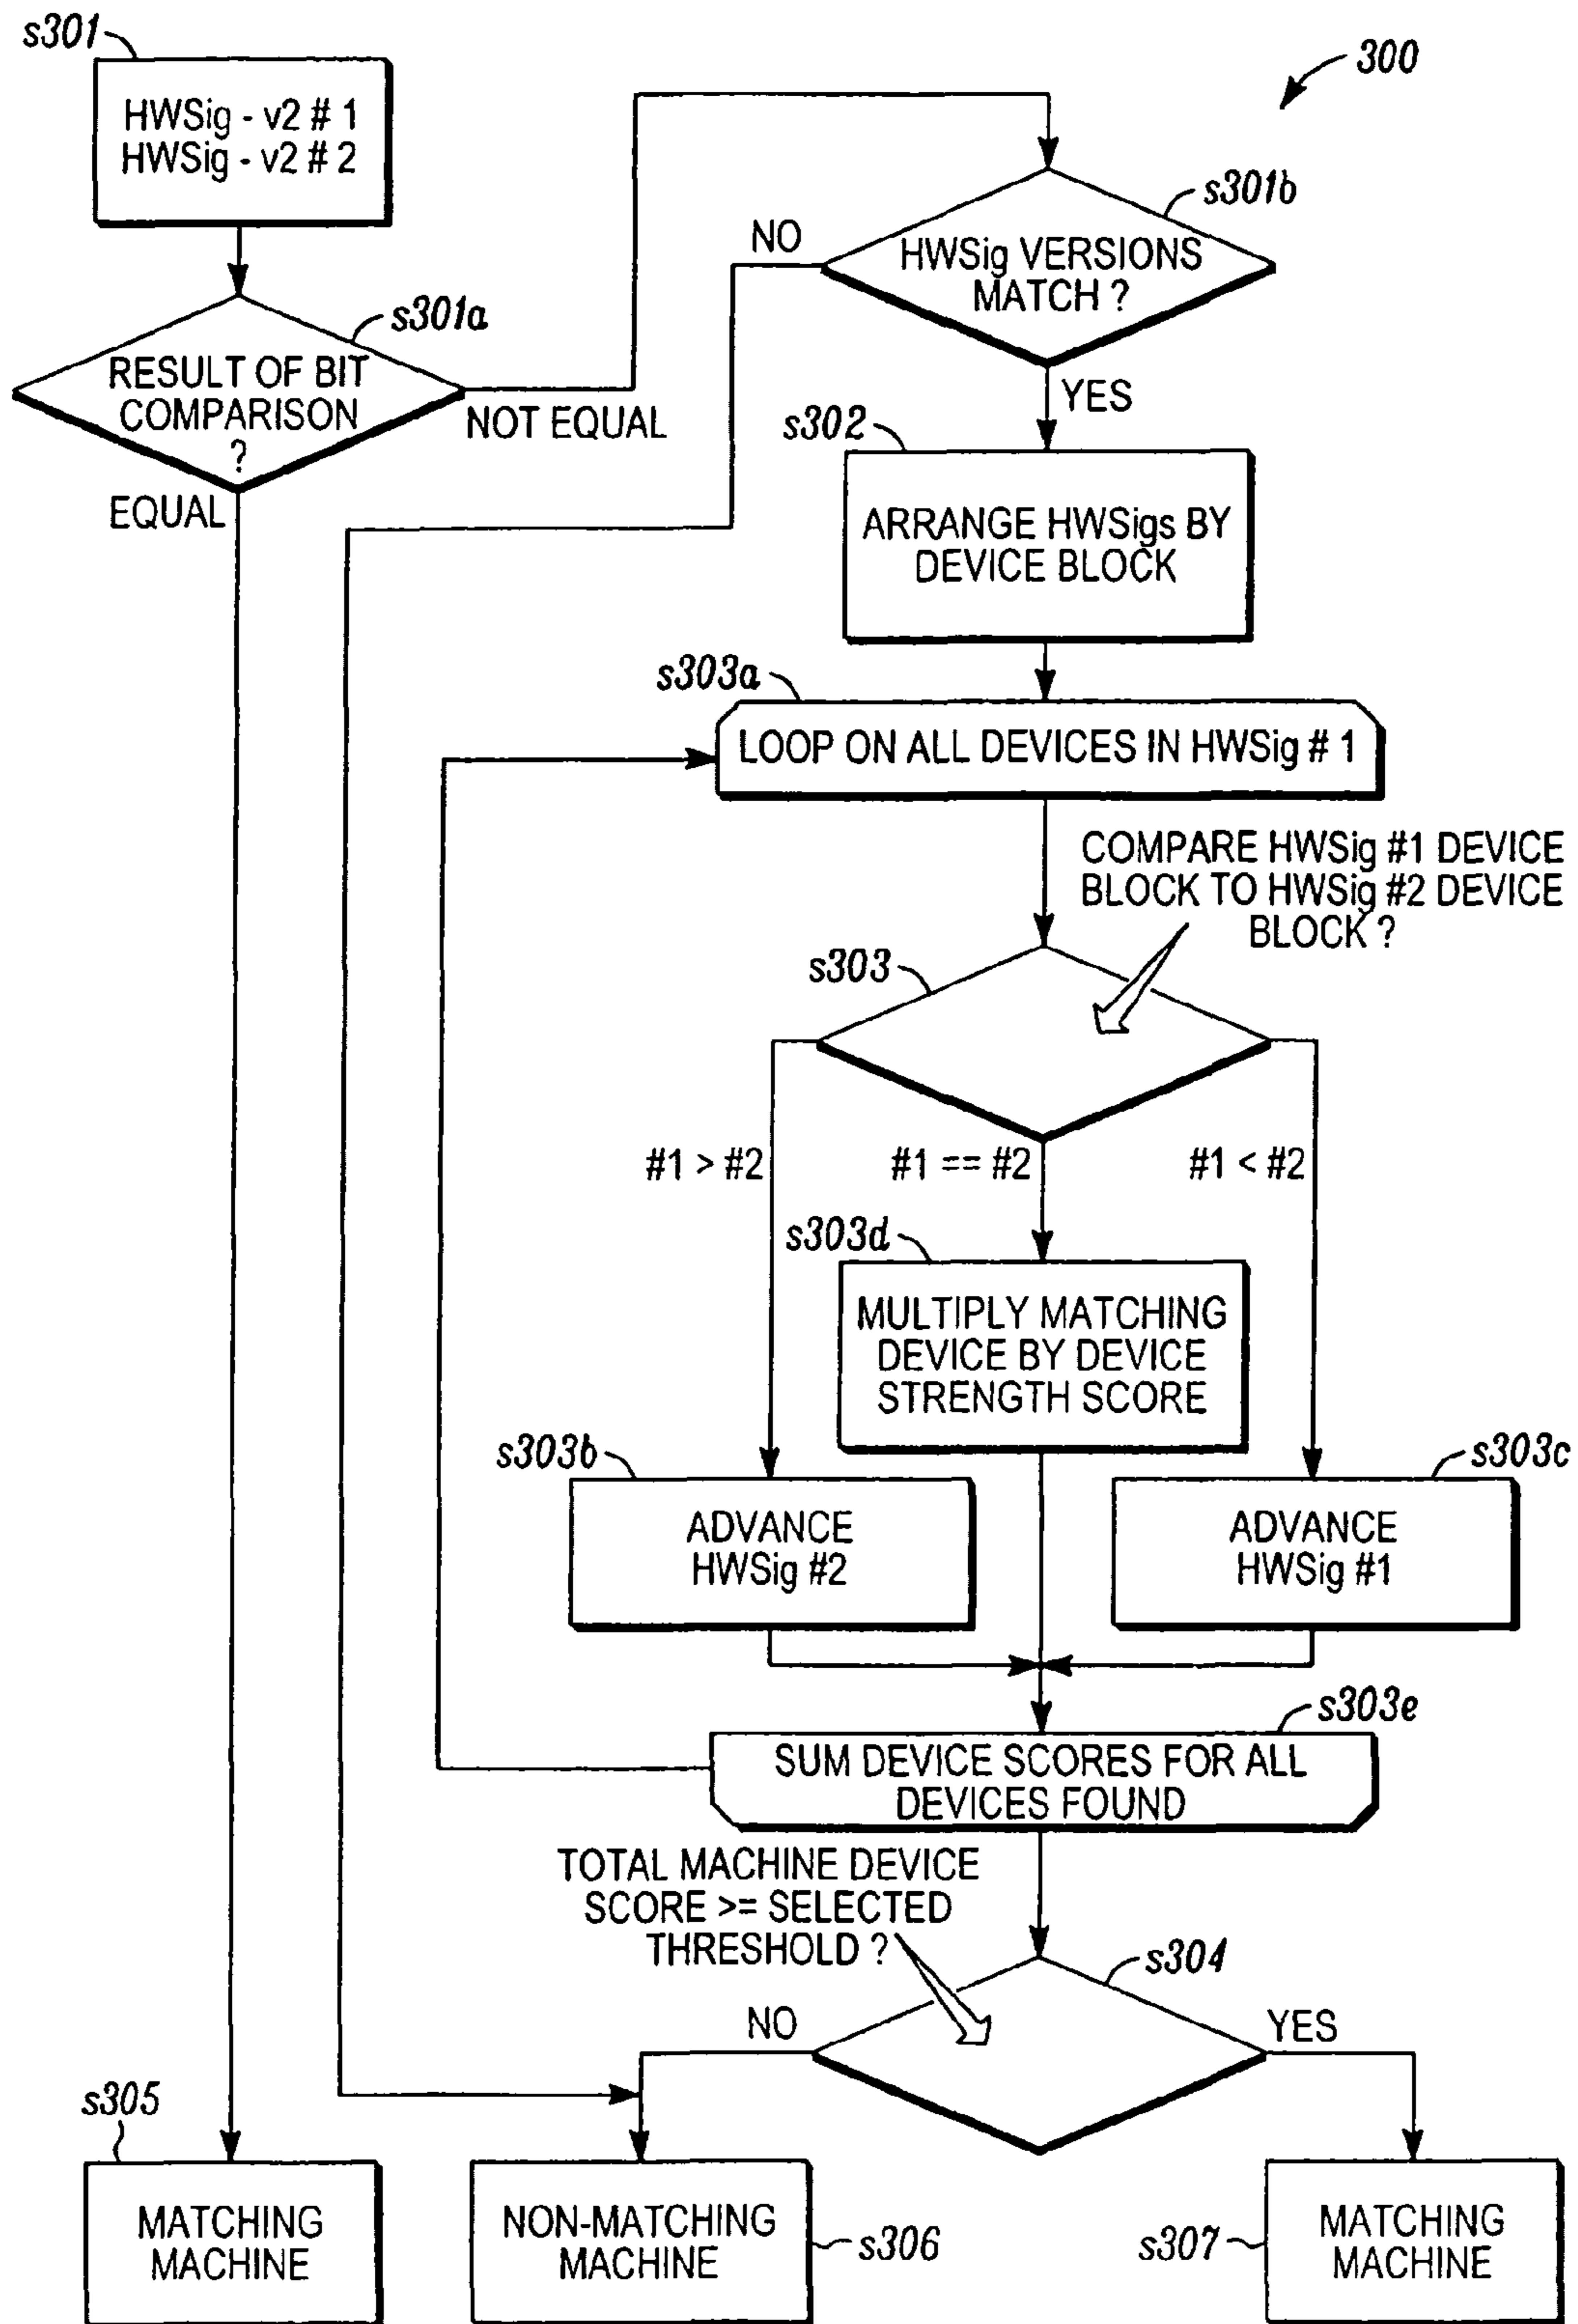 s301
300
HWSig - v2 # 1
HWSig - v2 # 2
s301b
NO
HWSig VERSIONS
MATCH ?
s301a
RESULT OF BIT
COMPARISON
?
NOT EQUAL
YES
EQUAL
s302
ARRANGE HWSigs BY
DEVICE BLOCK
s303a
LOOP ON ALL DEVICES IN HWSig # 1
COMPARE HWSig #1 DEVICE
BLOCK TO HWSig #2 DEVICE
BLOCK ?
s303
#1 > #2
#1 == #2
#1 < #2
s303d
MULTIPLY MATCHING
DEVICE BY DEVICE
STRENGTH SCORE
s303b
s303c
ADVANCE
HWSig #2
ADVANCE
HWSig #1
s303e
SUM DEVICE SCORES FOR ALL
DEVICES FOUND
TOTAL MACHINE DEVICE
SCORE >= SELECTED
THRESHOLD ?
s304
NO
YES
s305
MATCHING
MACHINE
NON-MATCHING
MACHINE
s306
s307
MATCHING
MACHINE